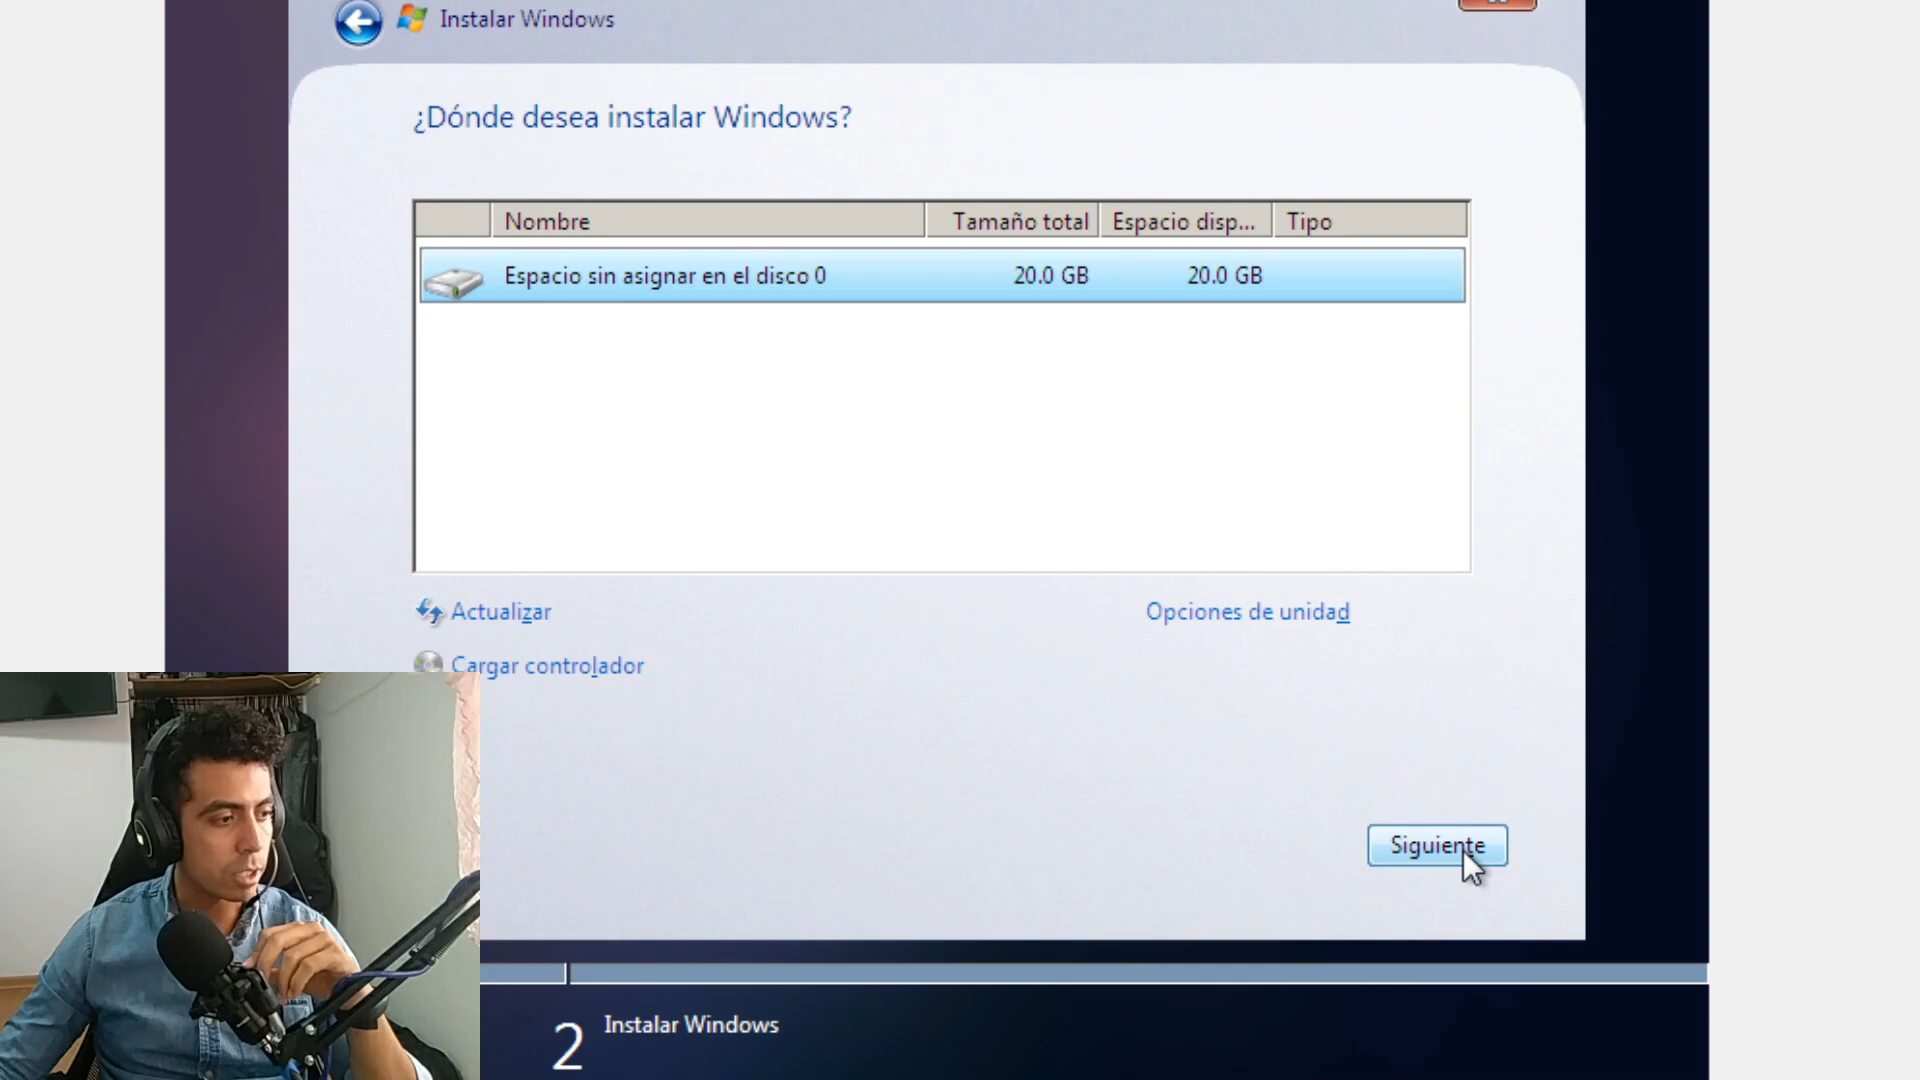 Instalar Windows
¿Dónde desea instalar Windows?
Nombre Tamaño total Espacio disp... Tipo
Espacio sin asignar en el disco 0 20.0 GB 20.0 GB
Actualizar Opciones de unidad
Cargar controlador
Siguiente
2 Instalar Windows